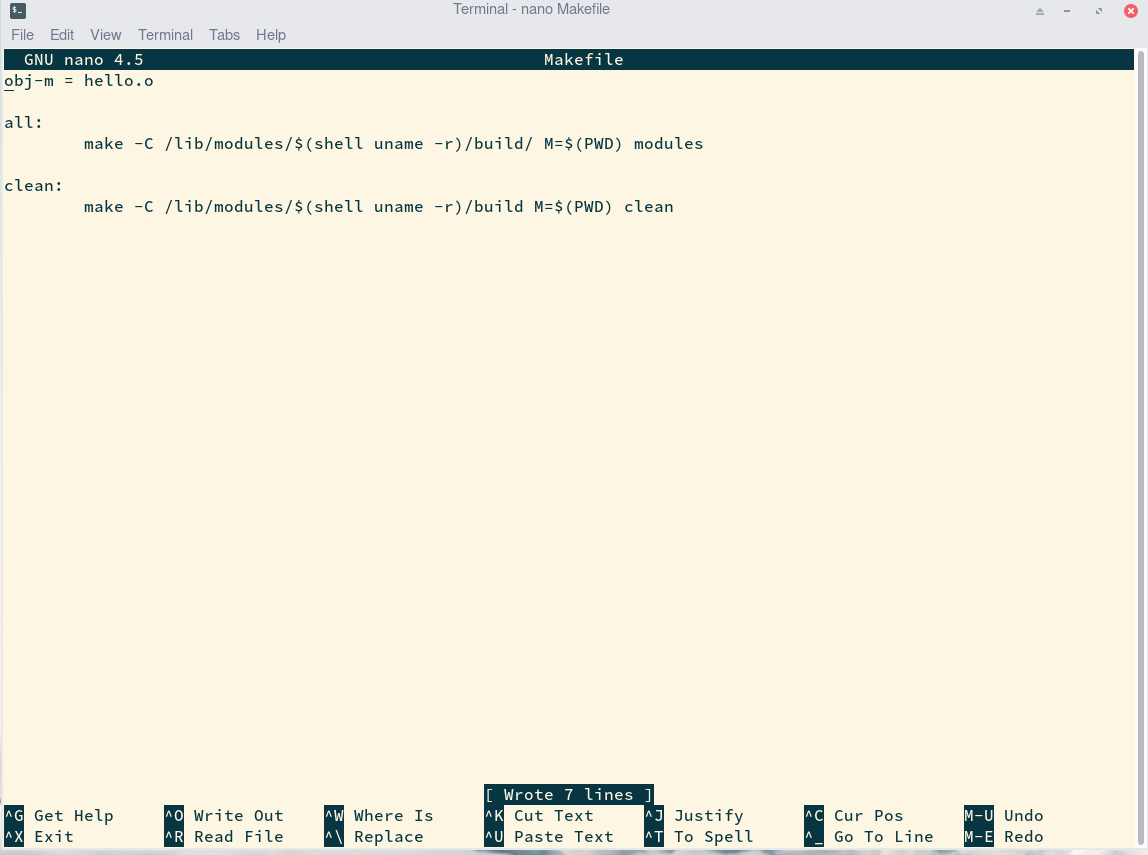 Terminal - nano Makefile
File Edit View Terminal Tabs Help
GNU nano 4.5 Makefile
obj-m = hello.o
all:
make -C /lib/modules/$(shell uname -r)/build/ M=$(PWD) modules
clean:
make -C /lib/modules/$(shell uname -r)/build M=$(PWD) clean
[ Wrote 7 lines ]
^G Get Help ^O Write Out ^W Where Is ^K Cut Text ^J Justify ^C Cur Pos M-U Undo
^X Exit ^R Read File ^\ Replace ^U Paste Text ^T To Spell ^_ Go To Line M-E Redo